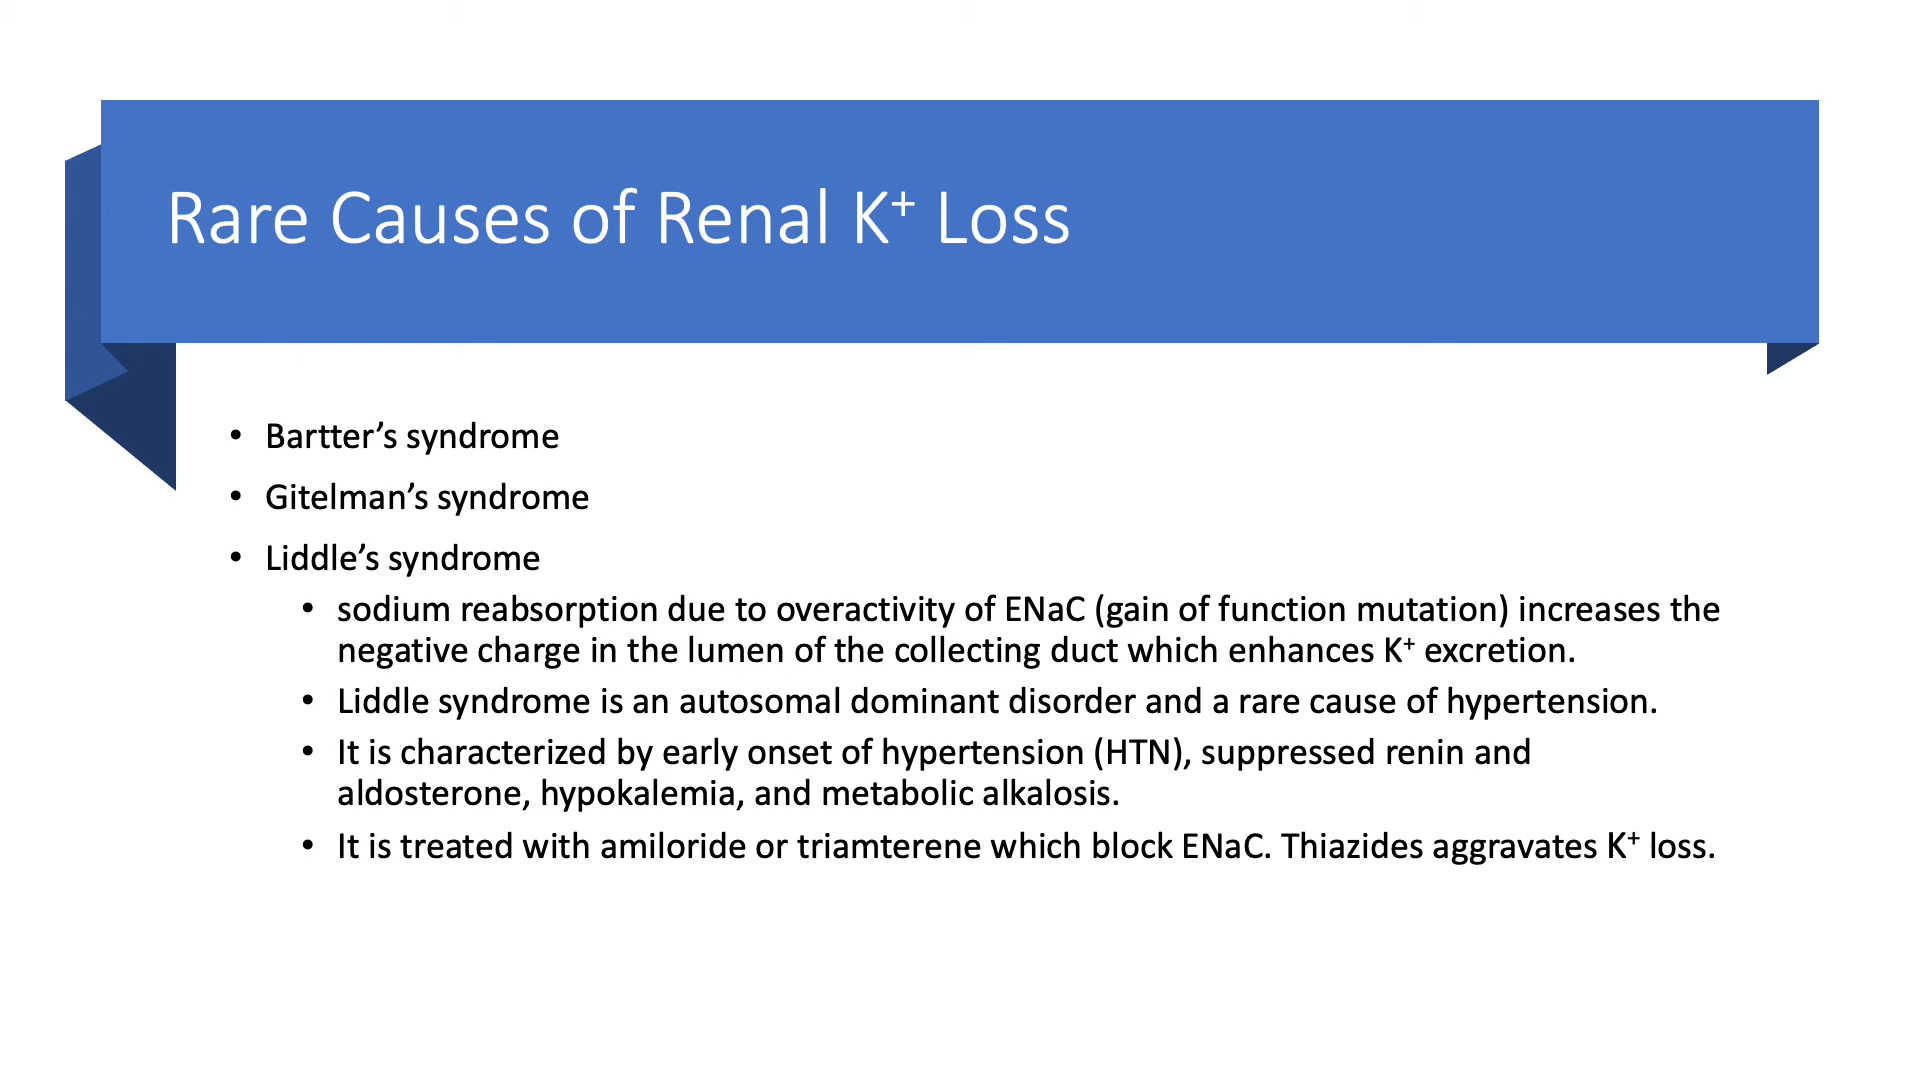 Rare Causes of Renal K⁺ Loss
• Bartter’s syndrome
• Gitelman’s syndrome
• Liddle’s syndrome
• sodium reabsorption due to overactivity of ENaC (gain of function mutation) increases the
negative charge in the lumen of the collecting duct which enhances K⁺ excretion.
• Liddle syndrome is an autosomal dominant disorder and a rare cause of hypertension.
• It is characterized by early onset of hypertension (HTN), suppressed renin and
aldosterone, hypokalemia, and metabolic alkalosis.
• It is treated with amiloride or triamterene which block ENaC. Thiazides aggravates K⁺ loss.